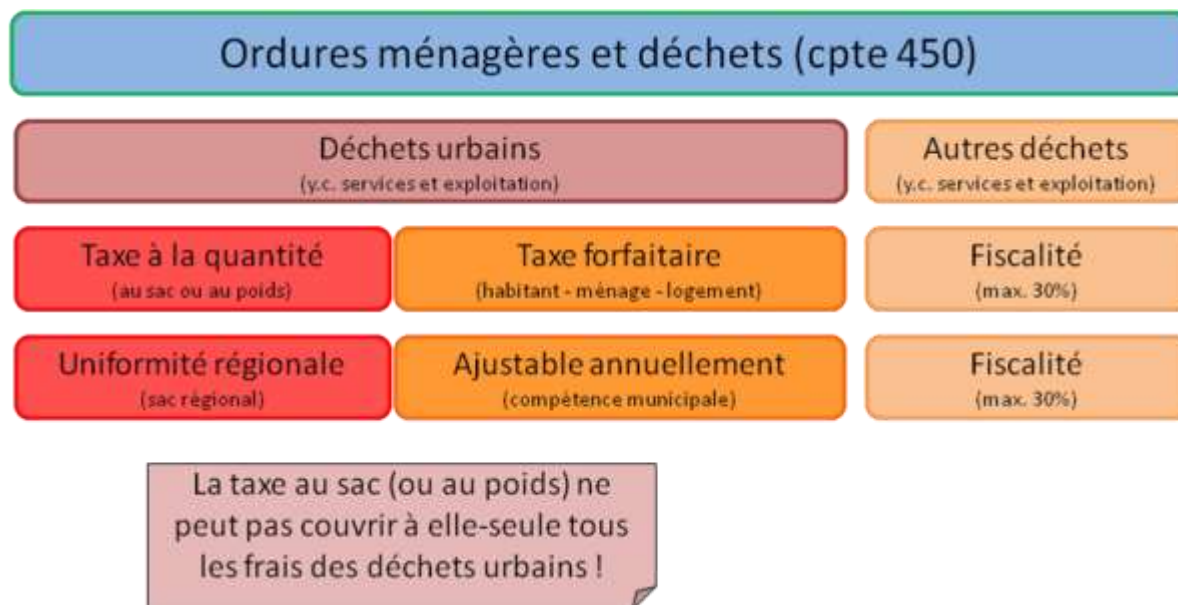 Ordures ménagères et déchets (cpte 450)
Déchets urbains
(y.c. services et exploitation)
Autres déchets
(y.c. services et exploitation)
Taxe à la quantité
(au sac ou au poids)
Taxe forfaitaire
(habitant - ménage - logement)
Fiscalité
(max. 30%)
Uniformité régionale
(sac régional)
Ajustable annuellement
(compétence municipale)
Fiscalité
(max. 30%)
La taxe au sac (ou au poids) ne
peut pas couvrir à elle-seule tous
les frais des déchets urbains !